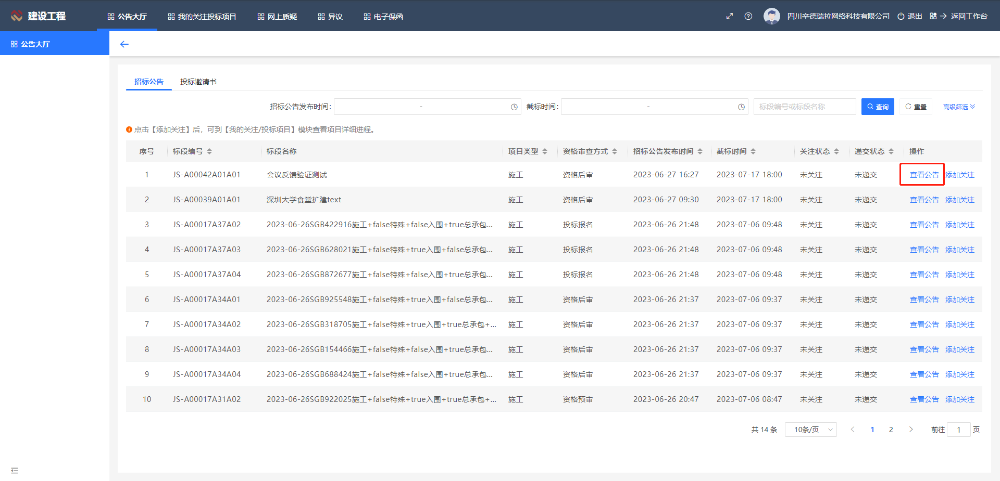 建设工程 公告大厅 我的关注投标项目 网上质疑 异议 电子保函 四川辛德瑞拉网络科技有限公司 退出 返回工作台
公告大厅
招标公告 投标邀请书
招标公告发布时间: - 截标时间: - 标段编号或标段名称 查询 重置 高级筛选
点击【添加关注】后，可到【我的关注/投标项目】模块查看项目详细进程。
序号 标段编号 标段名称 项目类型 资格审查方式 招标公告发布时间 截标时间 关注状态 递交状态 操作
1 JS-A00042A01A01 会议反馈验证测试 施工 资格后审 2023-06-27 16:27 2023-07-17 18:00 未关注 未递交 查看公告 添加关注
2 JS-A00039A01A01 深圳大学食堂扩建text 施工 资格后审 2023-06-27 09:30 2023-07-17 18:00 未关注 未递交 查看公告 添加关注
3 JS-A00017A37A02 2023-06-26SGB422916施工+false特殊+false入围+true总承包... 施工 投标报名 2023-06-26 21:48 2023-07-06 09:48 未关注 未递交 查看公告 添加关注
4 JS-A00017A37A03 2023-06-26SGB628021施工+false特殊+true入围+false总承包... 施工 投标报名 2023-06-26 21:48 2023-07-06 09:48 未关注 未递交 查看公告 添加关注
5 JS-A00017A37A04 2023-06-26SGB872677施工+false特殊+false入围+true总承包... 施工 投标报名 2023-06-26 21:48 2023-07-06 09:48 未关注 未递交 查看公告 添加关注
6 JS-A00017A34A01 2023-06-26SGB925548施工+false特殊+true入围+false总承包... 施工 资格后审 2023-06-26 21:37 2023-07-06 09:37 未关注 未递交 查看公告 添加关注
7 JS-A00017A34A02 2023-06-26SGB318705施工+false特殊+true入围+true总承包+... 施工 资格后审 2023-06-26 21:37 2023-07-06 09:37 未关注 未递交 查看公告 添加关注
8 JS-A00017A34A03 2023-06-26SGB154466施工+false特殊+false入围+true总承包... 施工 资格后审 2023-06-26 21:37 2023-07-06 09:37 未关注 未递交 查看公告 添加关注
9 JS-A00017A34A04 2023-06-26SGB688424施工+false特殊+false入围+true总承包... 施工 资格后审 2023-06-26 21:37 2023-07-06 09:37 未关注 未递交 查看公告 添加关注
10 JS-A00017A31A02 2023-06-26SGB922025施工+false特殊+true入围+true总承包+... 施工 资格预审 2023-06-26 20:47 2023-07-06 08:47 未关注 未递交 查看公告 添加关注
共 14 条 10条/页 1 2 前往 1 页